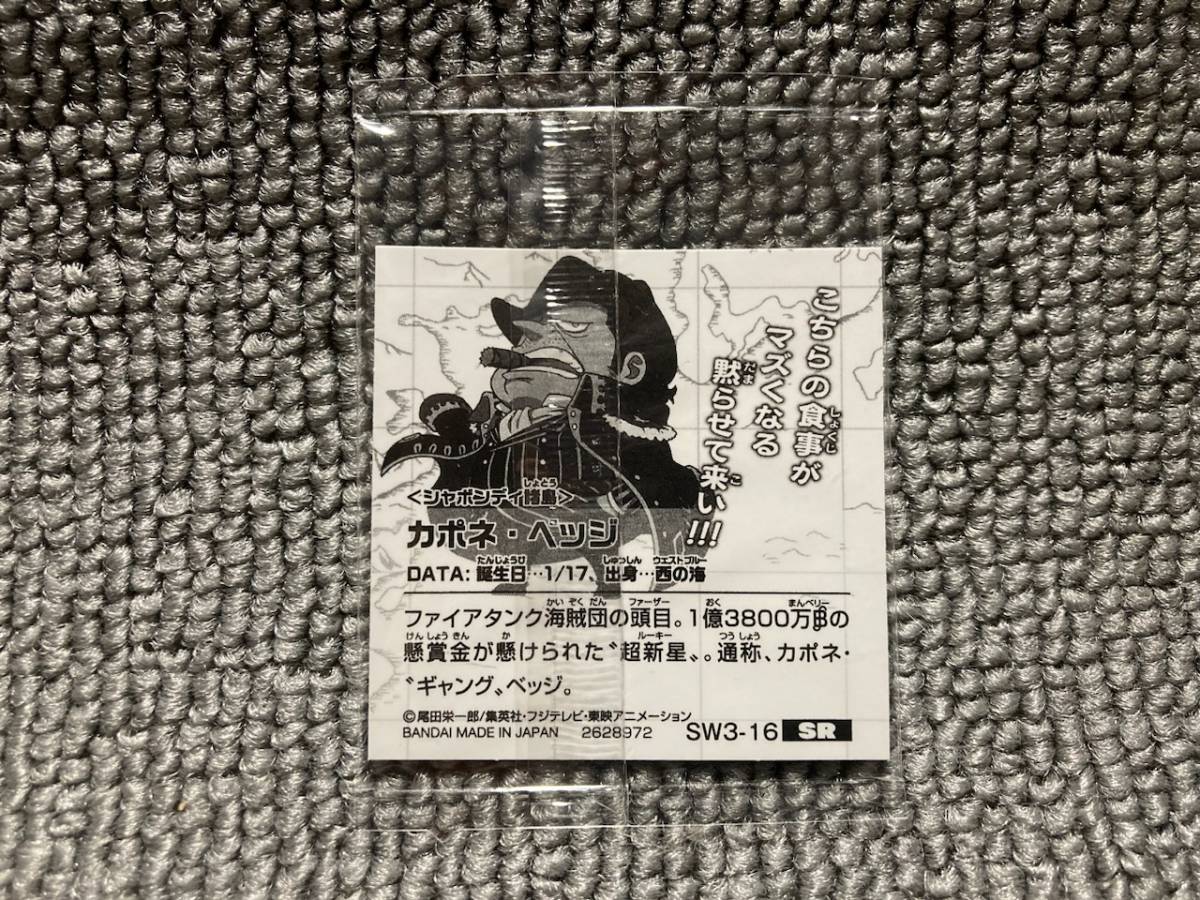 こちらの食事が
マズくなる
黙らせて来い!!!
<シャボンディ諸島>
カポネ・ベッジ
DATA: 誕生日…1/17、出身…西の海
ファイアタンク海賊団の頭目。1億3800万฿の
懸賞金が懸けられた〝超新星〟。通称、カポネ・
〝ギャング〟ベッジ。
©尾田栄一郎/集英社・フジテレビ・東映アニメーション
BANDAI MADE IN JAPAN 2628972 SW3-16 SR